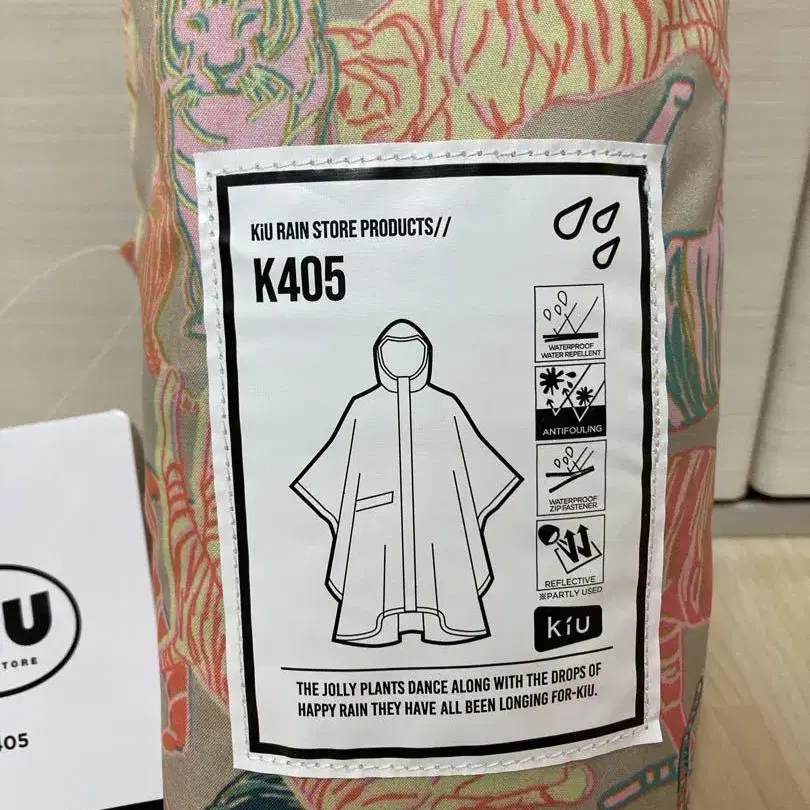 KiU RAIN STORE PRODUCTS//
K405
WATERPROOF
WATER REPELLENT
ANTIFOULING
WATERPROOF
ZIP FASTENER
REFLECTIVE
※PARTLY USED
kiu
THE JOLLY PLANTS DANCE ALONG WITH THE DROPS OF
HAPPY RAIN THEY HAVE ALL BEEN LONGING FOR-KiU.
iU
STORE
405